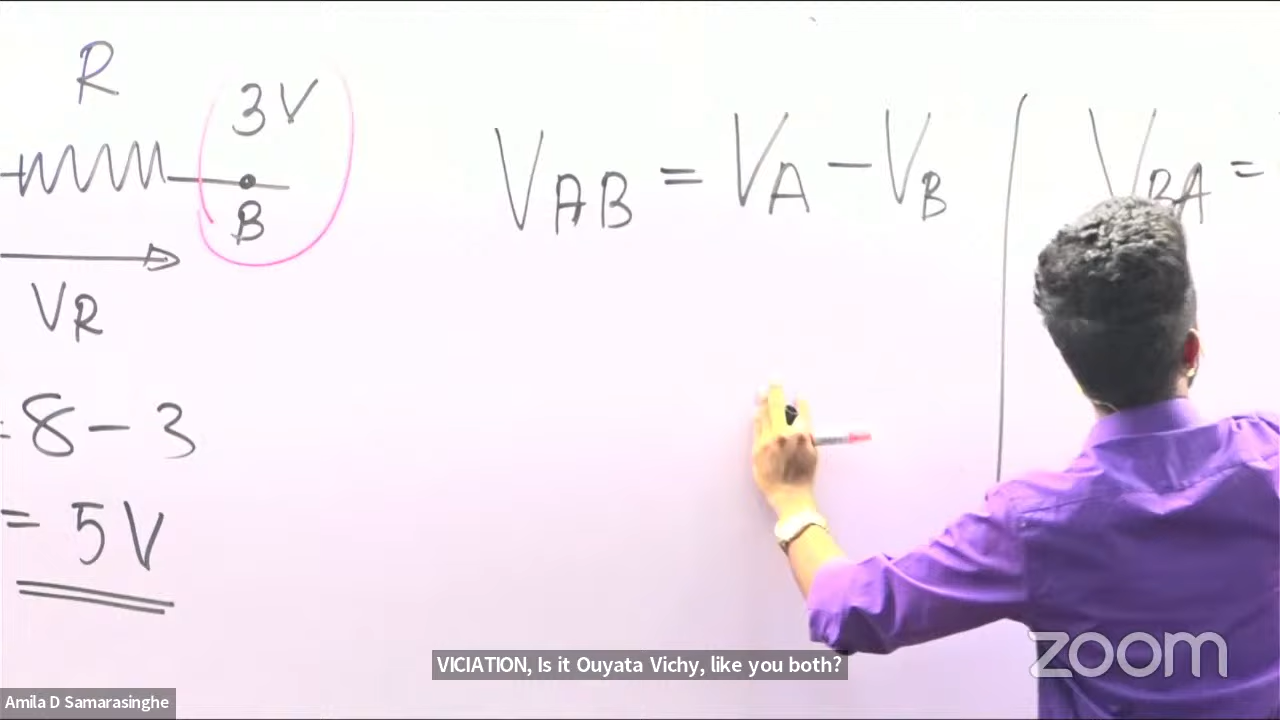 R
3V
B
VR
= 8 - 3
= 5V
VAB = VA - VB
VBA =
VICIATION, Is it Ouyata Vichy, like you both?
zoom
Amila D Samarasinghe